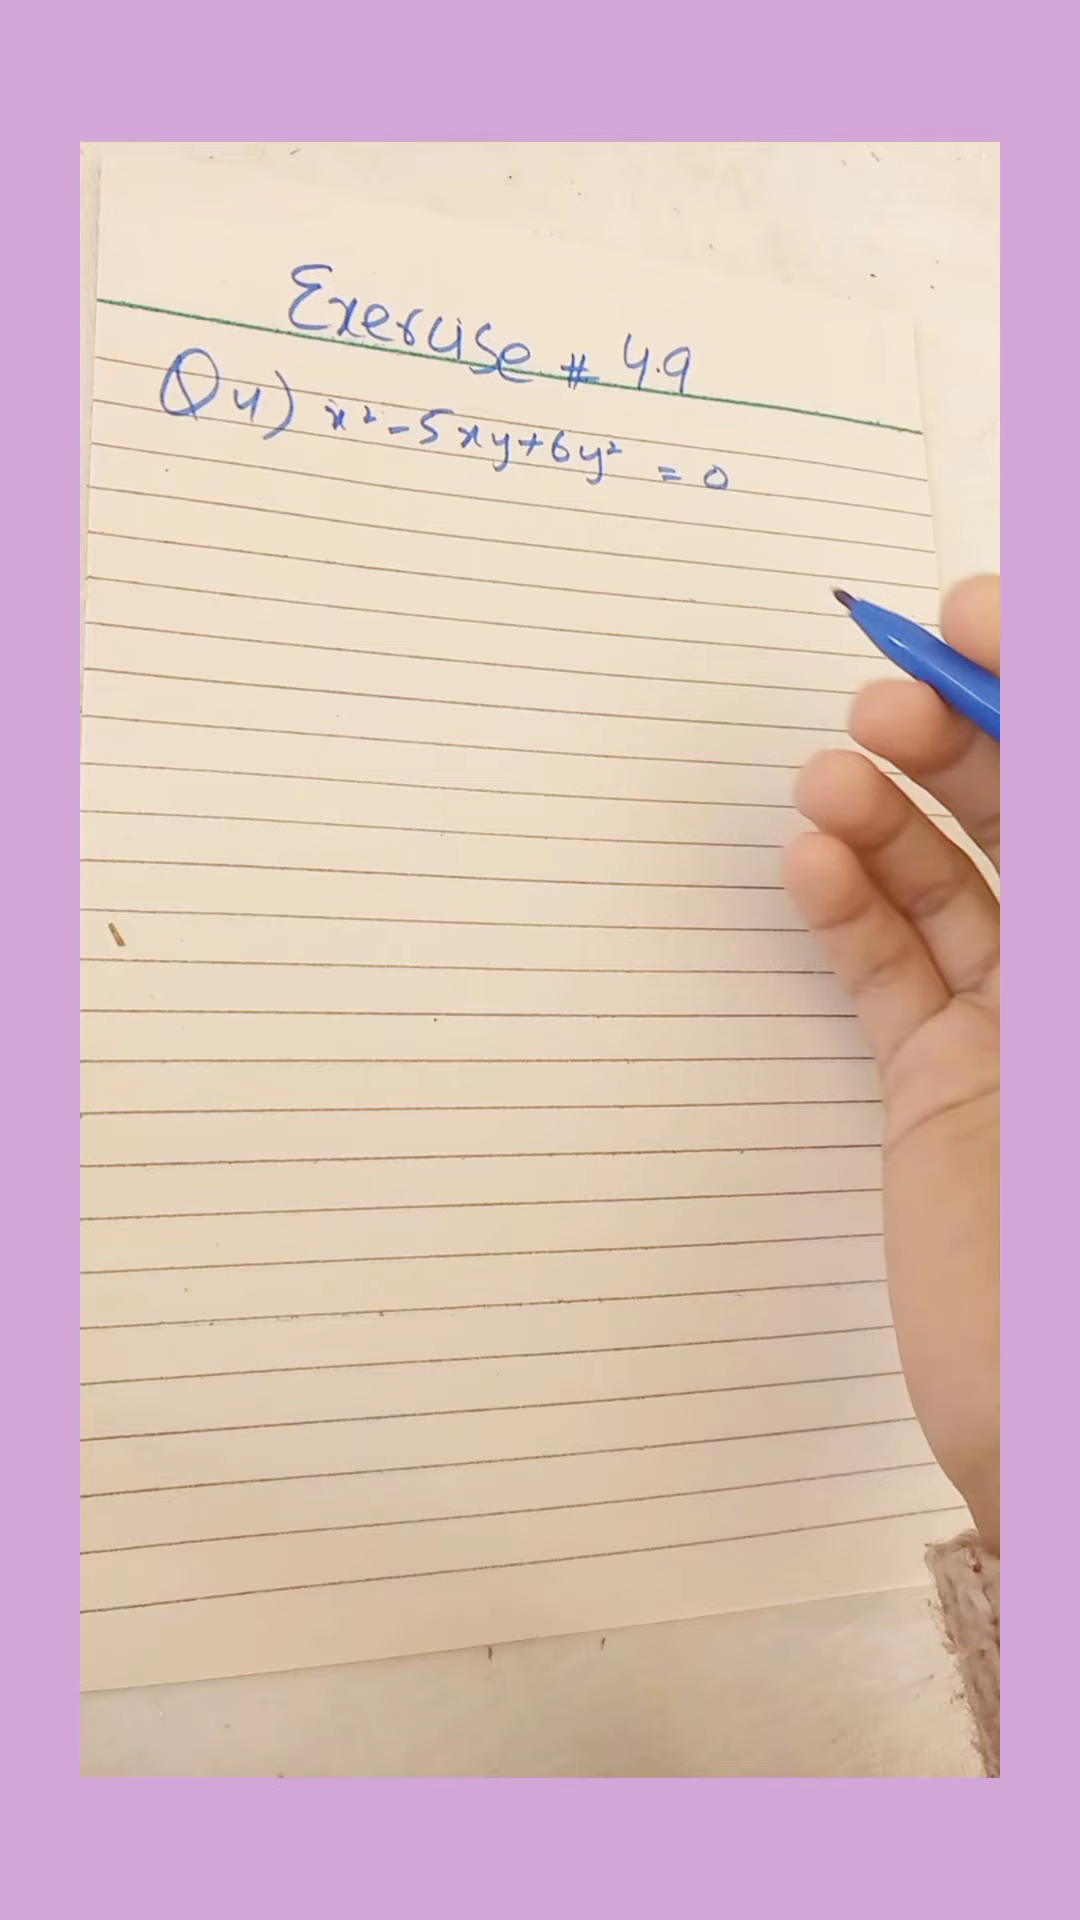 Exercise # 4.9
Q4) x²-5xy+6y² = 0